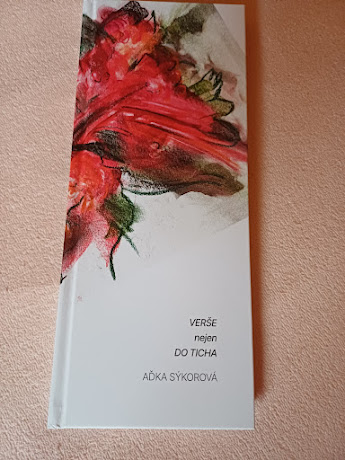 VERŠE
nejen
DO TICHA
AĎKA SÝKOROVÁ